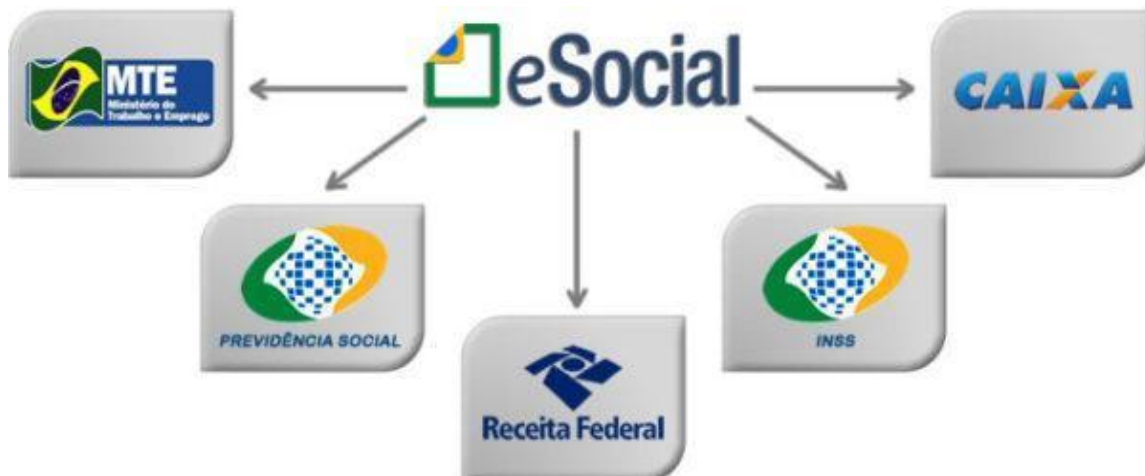 MTE
Ministério do
Trabalho e Emprego
eSocial
CAIXA
PREVIDÊNCIA SOCIAL
INSS
Receita Federal